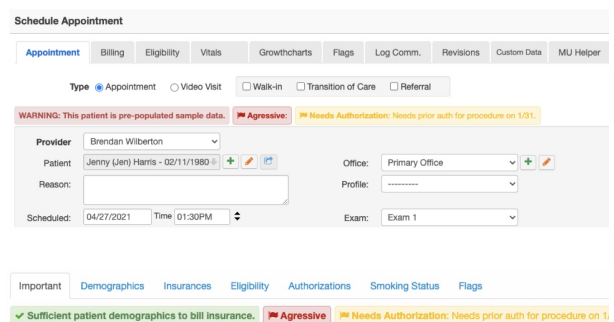 Schedule Appointment
Appointment Billing Eligibility Vitals Growthcharts Flags Log Comm. Revisions Custom Data MU Helper
Type Appointment Video Visit Walk-in Transition of Care Referral
WARNING: This patient is pre-populated sample data. Agressive: Needs Authorization: Needs prior auth for procedure on 1/31.
Provider Brendan Wilberton
Patient Jenny (Jen) Harris - 02/11/1980 Office: Primary Office
Reason: Profile: ---------
Scheduled: 04/27/2021 Time 01:30PM Exam: Exam 1
Important Demographics Insurances Eligibility Authorizations Smoking Status Flags
Sufficient patient demographics to bill insurance. Agressive Needs Authorization: Needs prior auth for procedure on 1/